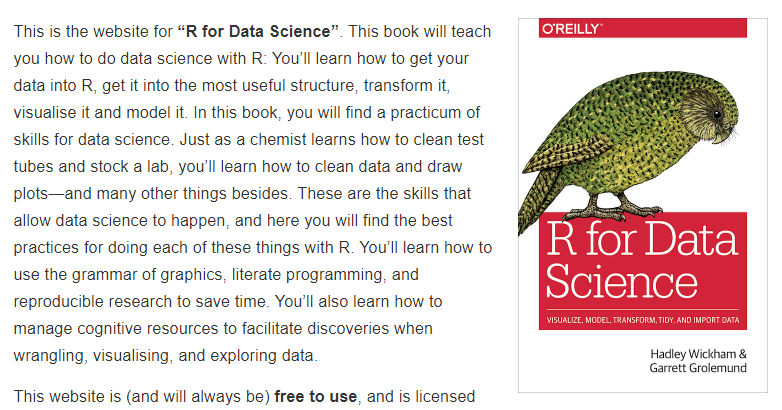 This is the website for “R for Data Science”. This book will teach
you how to do data science with R: You’ll learn how to get your
data into R, get it into the most useful structure, transform it,
visualise it and model it. In this book, you will find a practicum of
skills for data science. Just as a chemist learns how to clean test
tubes and stock a lab, you’ll learn how to clean data and draw
plots—and many other things besides. These are the skills that
allow data science to happen, and here you will find the best
practices for doing each of these things with R. You’ll learn how to
use the grammar of graphics, literate programming, and
reproducible research to save time. You’ll also learn how to
manage cognitive resources to facilitate discoveries when
wrangling, visualising, and exploring data.
This website is (and will always be) free to use, and is licensed
O'REILLY®
R for Data
Science
VISUALIZE, MODEL, TRANSFORM, TIDY, AND IMPORT DATA
Hadley Wickham &
Garrett Grolemund